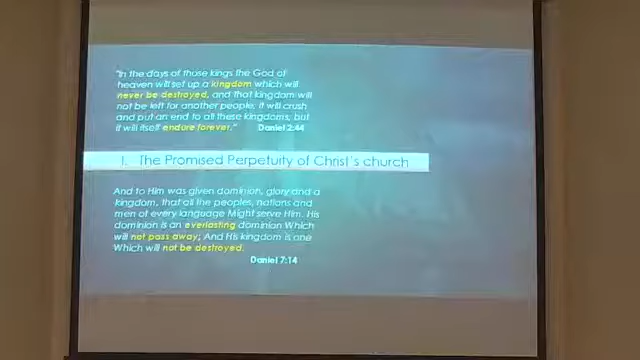 "In the days of those kings the God of
heaven will set up a kingdom which will
never be destroyed, and that kingdom will
not be left for another people; it will crush
and put an end to all these kingdoms, but
it will itself endure forever." Daniel 2:44
I. The Promised Perpetuity of Christ's church
And to Him was given dominion, glory and a
kingdom, that all the peoples, nations and
men of every language Might serve Him. His
dominion is an everlasting dominion Which
will not pass away; And His kingdom is one
Which will not be destroyed.
Daniel 7:14